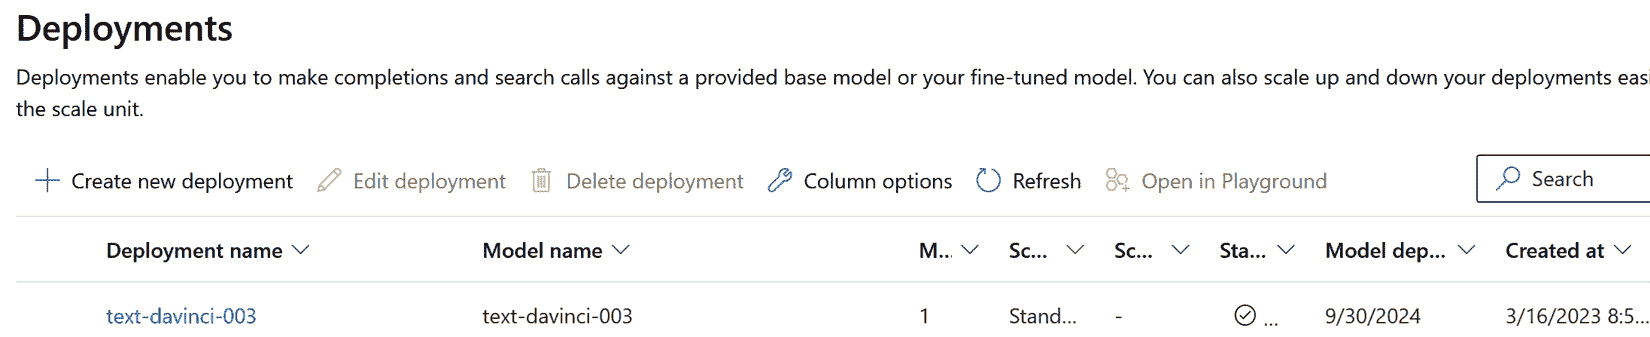 Deployments
Deployments enable you to make completions and search calls against a provided base model or your fine-tuned model. You can also scale up and down your deployments easi
the scale unit.
Create new deployment Edit deployment Delete deployment Column options Refresh Open in Playground Search
Deployment name Model name M... Sc... Sc... Sta... Model dep... Created at
text-davinci-003 text-davinci-003 1 Stand... - ... 9/30/2024 3/16/2023 8:5...